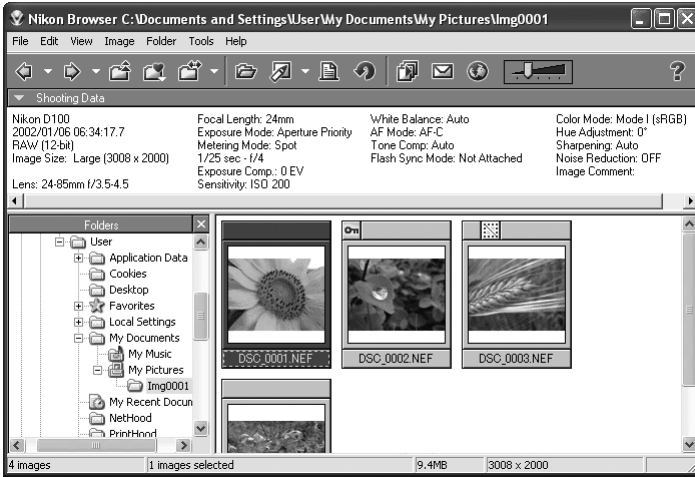 Nikon Browser C:\Documents and Settings\User\My Documents\My Pictures\Img0001
File Edit View Image Folder Tools Help
Shooting Data
Nikon D100
2002/01/06 06:34:17.7
RAW (12-bit)
Image Size: Large (3008 x 2000)
Lens: 24-85mm f/3.5-4.5
Focal Length: 24mm
Exposure Mode: Aperture Priority
Metering Mode: Spot
1/25 sec - f/4
Exposure Comp.: 0 EV
Sensitivity: ISO 200
White Balance: Auto
AF Mode: AF-C
Tone Comp: Auto
Flash Sync Mode: Not Attached
Color Mode: Mode I (sRGB)
Hue Adjustment: 0°
Sharpening: Auto
Noise Reduction: OFF
Image Comment:
Folders
User
Application Data
Cookies
Desktop
Favorites
Local Settings
My Documents
My Music
My Pictures
Img0001
My Recent Docun
NetHood
PrintHood
DSC_0001.NEF
DSC_0002.NEF
DSC_0003.NEF
4 images
1 images selected
9.4MB
3008 x 2000